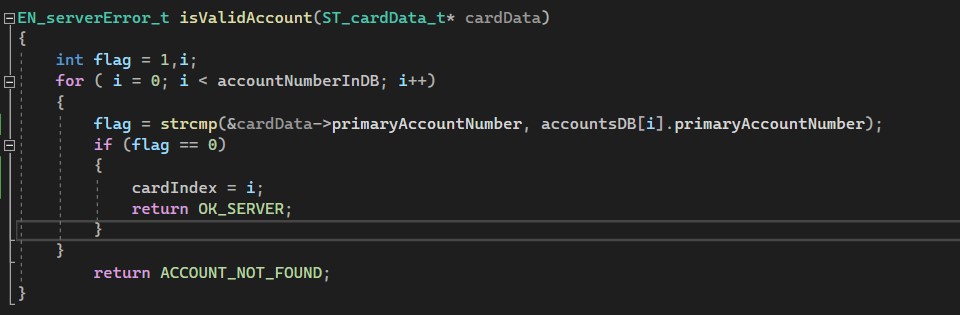 EN_serverError_t isValidAccount(ST_cardData_t* cardData)
{
    int flag = 1,i;
    for ( i = 0; i < accountNumberInDB; i++)
    {
        flag = strcmp(&cardData->primaryAccountNumber, accountsDB[i].primaryAccountNumber);
        if (flag == 0)
        {
            cardIndex = i;
            return OK_SERVER;
        }
    }
        return ACCOUNT_NOT_FOUND;
}